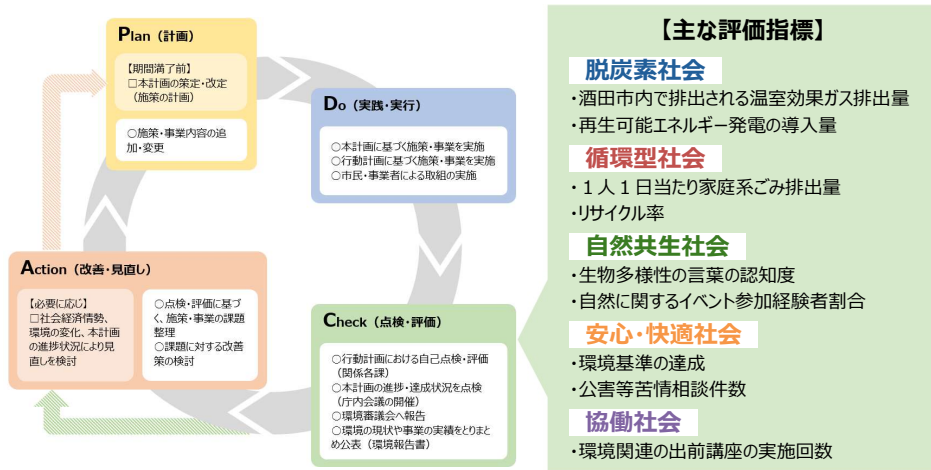 Plan（計画）
【期間満了前】
□本計画の策定・改定
（施策の計画）
○施策・事業内容の追
加・変更
Do（実践・実行）
○本計画に基づく施策・事業を実施
○行動計画に基づく施策・事業を実施
○市民・事業者による取組の実施
Action（改善・見直し）
【必要に応じ】
□社会経済情勢、
環境の変化、本計画
の進捗状況により見
直しを検討
○点検・評価に基づ
く、施策・事業の課題
整理
○課題に対する改善
策の検討
Check（点検・評価）
○行動計画における自己点検・評価
（関係各課）
○本計画の進捗・達成状況を点検
（庁内会議の開催）
○環境審議会へ報告
○環境の現状や事業の実績をとりま
とめ公表（環境報告書）
【主な評価指標】
脱炭素社会
・酒田市内で排出される温室効果ガス排出量
・再生可能エネルギー発電の導入量
循環型社会
・１人１日当たり家庭系ごみ排出量
・リサイクル率
自然共生社会
・生物多様性の言葉の認知度
・自然に関するイベント参加経験者割合
安心・快適社会
・環境基準の達成
・公害等苦情相談件数
協働社会
・環境関連の出前講座の実施回数